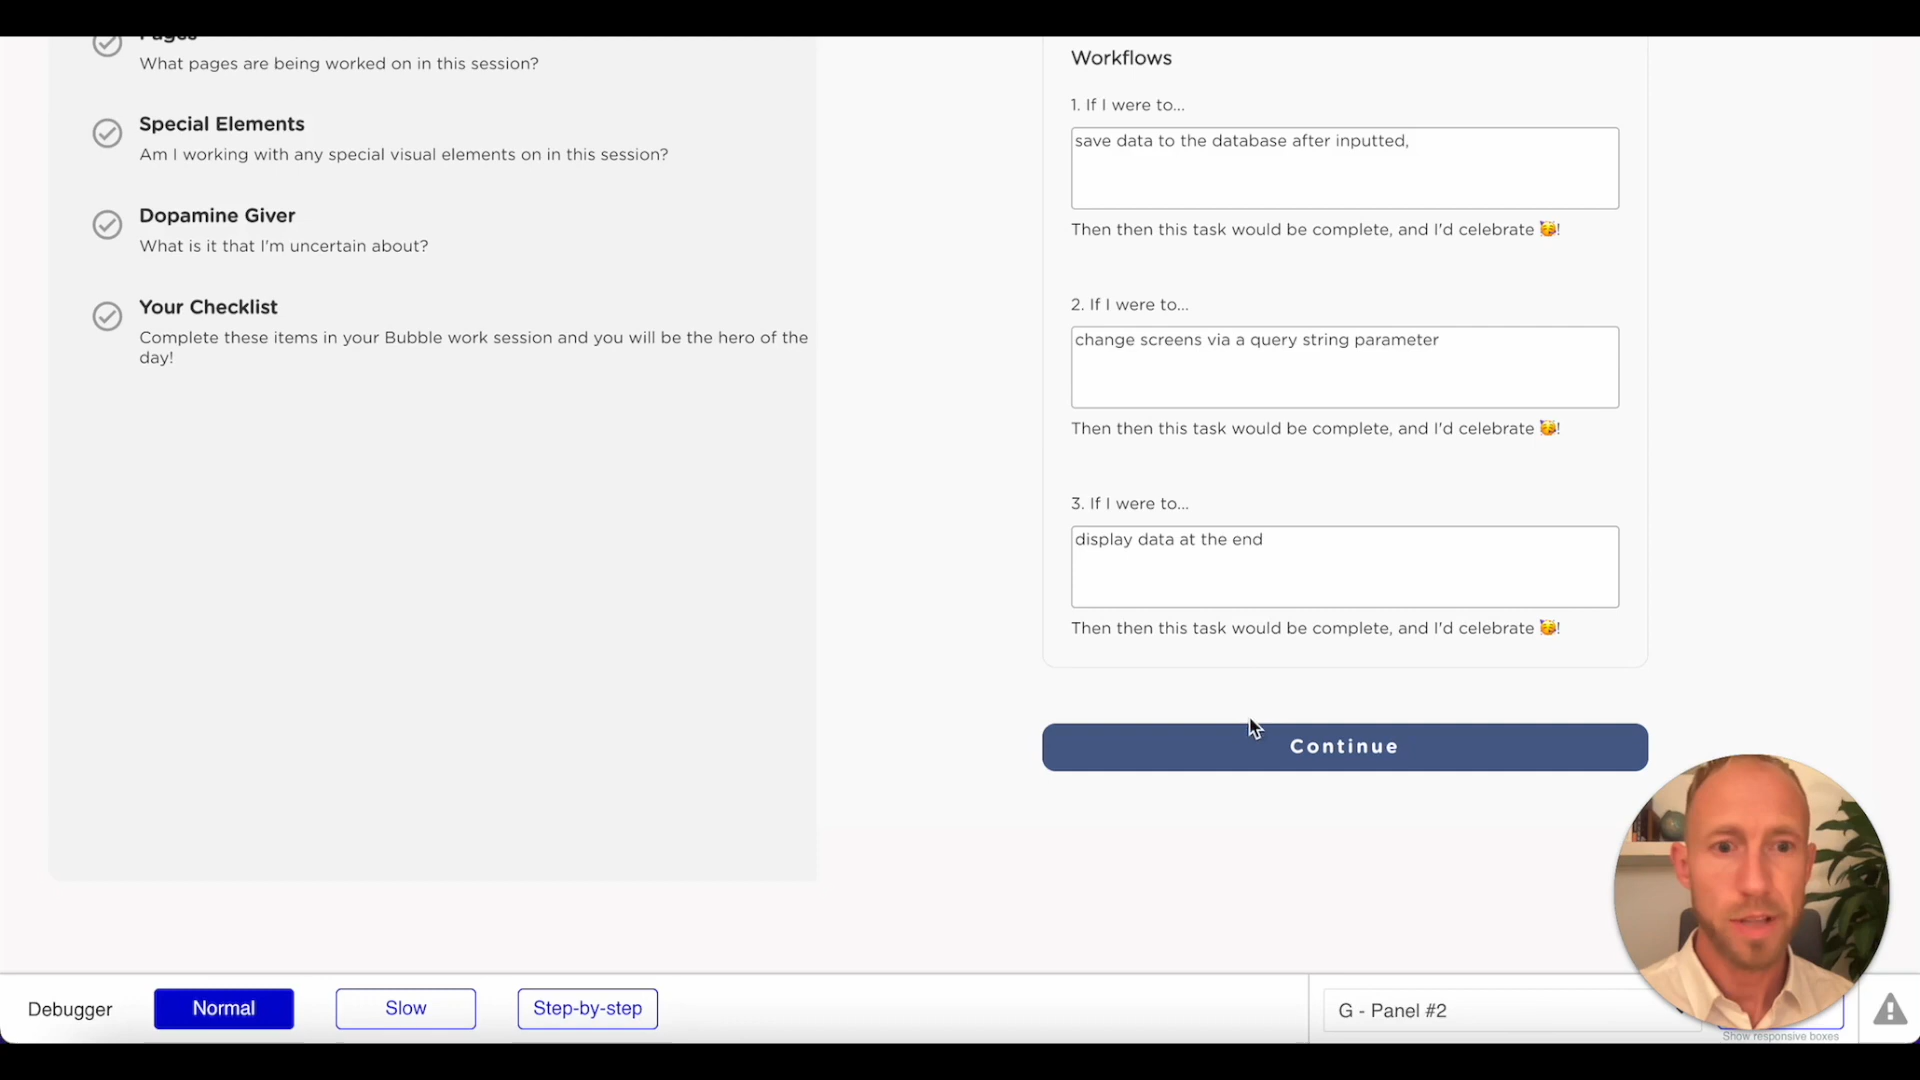 Pages
What pages are being worked on in this session?
Special Elements
Am I working with any special visual elements on in this session?
Dopamine Giver
What is it that I'm uncertain about?
Your Checklist
Complete these items in your Bubble work session and you will be the hero of the
day!
Workflows
1. If I were to...
save data to the database after inputted,
Then then this task would be complete, and I'd celebrate 🥳!
2. If I were to...
change screens via a query string parameter
Then then this task would be complete, and I'd celebrate 🥳!
3. If I were to...
display data at the end
Then then this task would be complete, and I'd celebrate 🥳!
Continue
Debugger
Normal
Slow
Step-by-step
G - Panel #2
Show responsive boxes